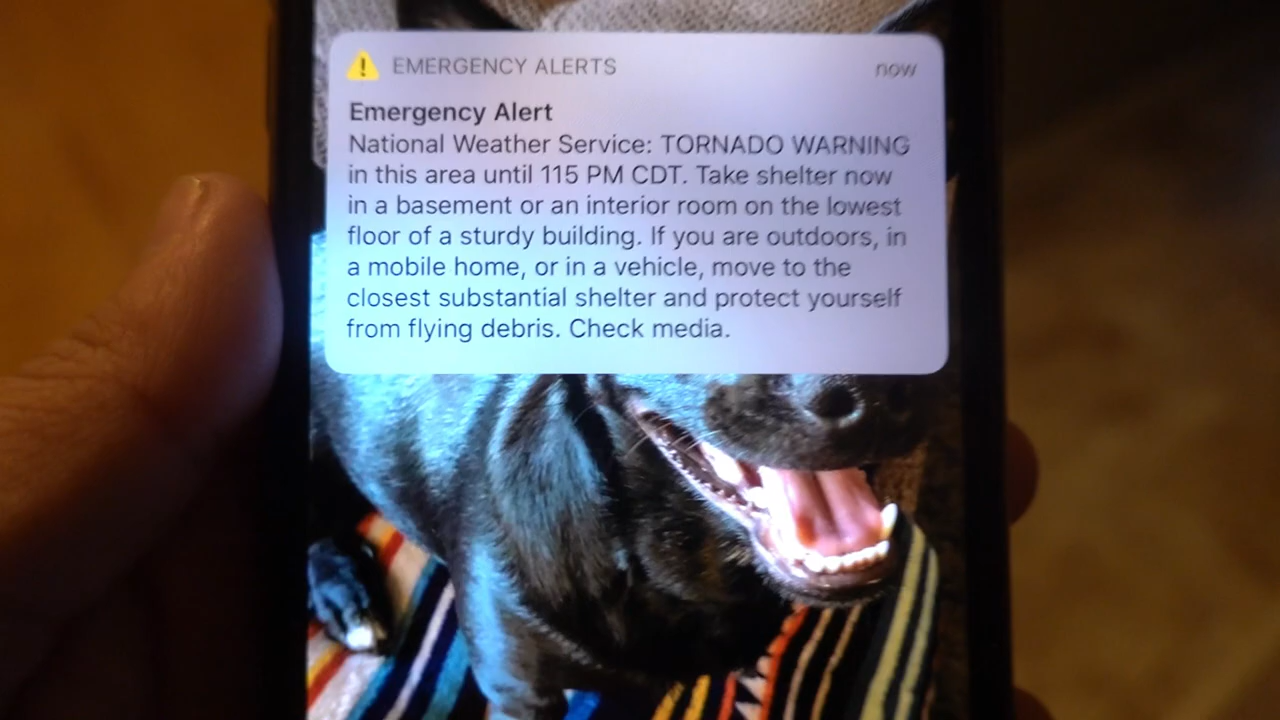 EMERGENCY ALERTS now
Emergency Alert
National Weather Service: TORNADO WARNING
in this area until 115 PM CDT. Take shelter now
in a basement or an interior room on the lowest
floor of a sturdy building. If you are outdoors, in
a mobile home, or in a vehicle, move to the
closest substantial shelter and protect yourself
from flying debris. Check media.